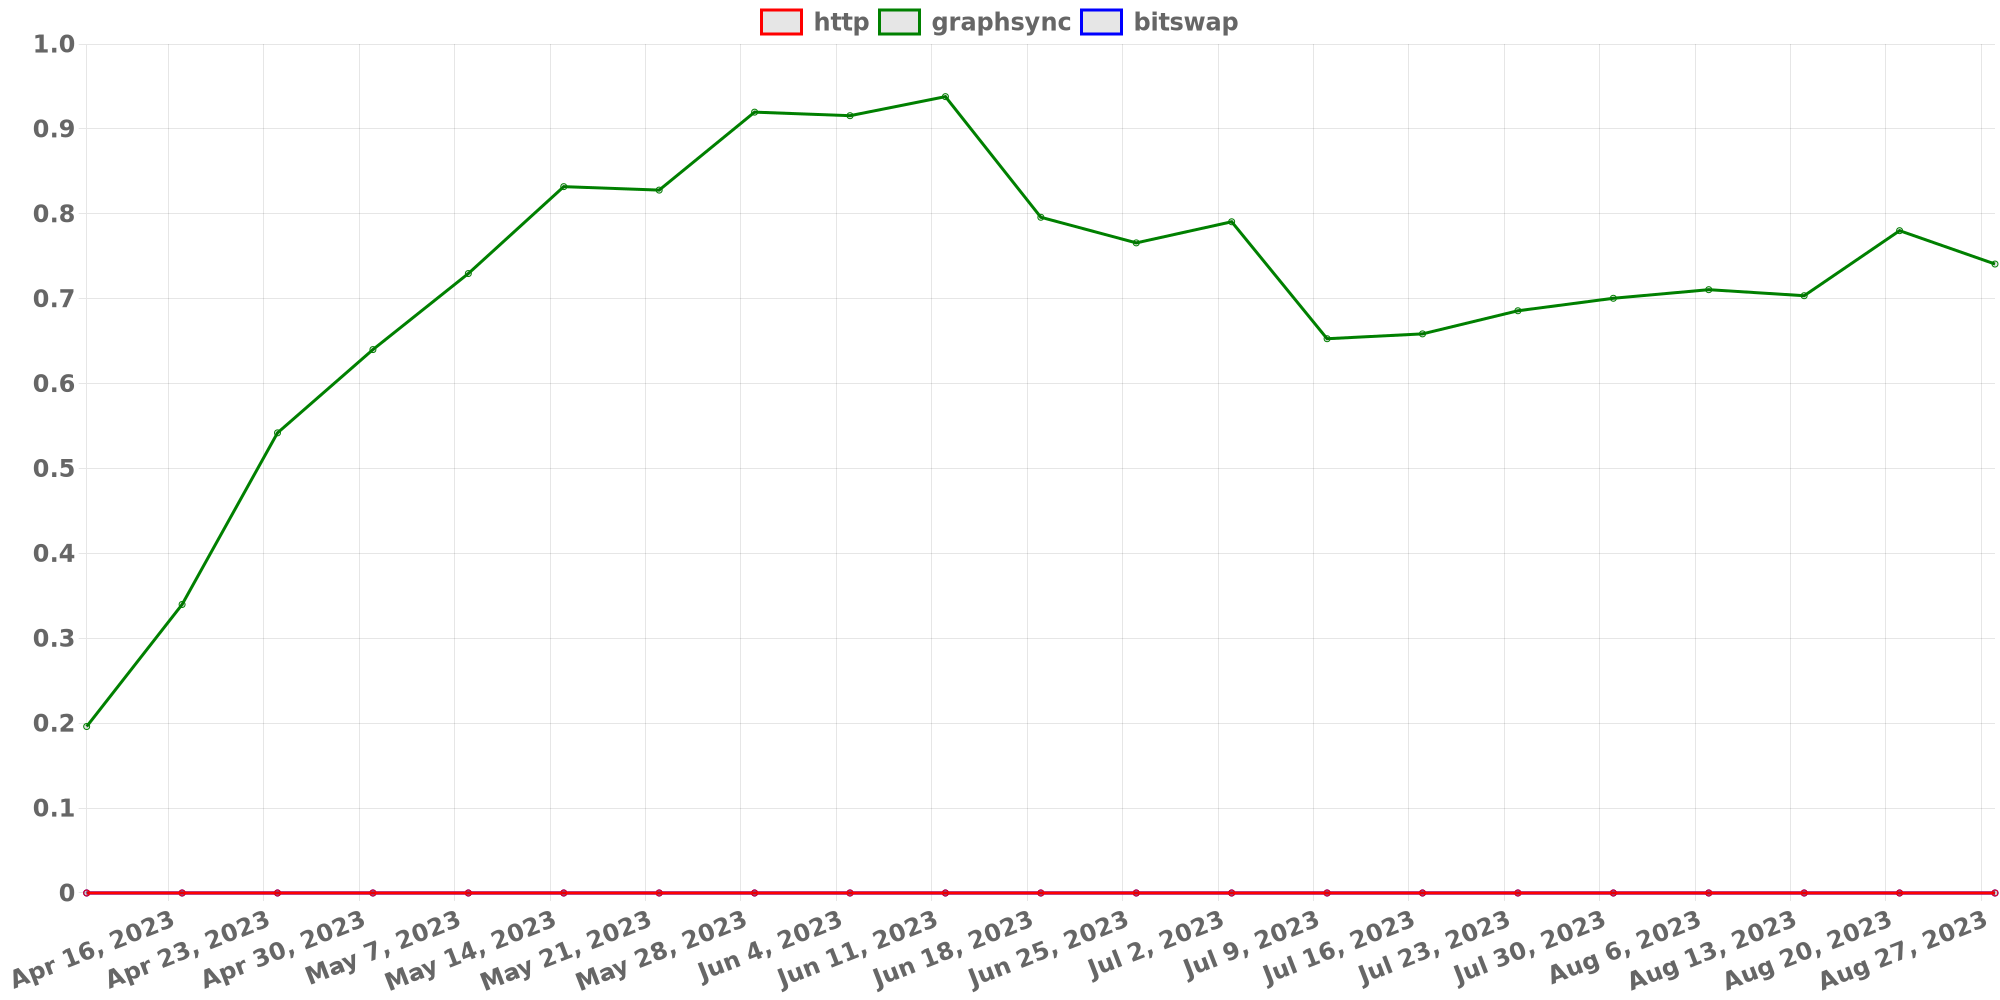 http graphsync bitswap
1.0
0.9
0.8
0.7
0.6
0.5
0.4
0.3
0.2
0.1
0
Apr 16, 2023
Apr 23, 2023
Apr 30, 2023
May 7, 2023
May 14, 2023
May 21, 2023
May 28, 2023
Jun 4, 2023
Jun 11, 2023
Jun 18, 2023
Jun 25, 2023
Jul 2, 2023
Jul 9, 2023
Jul 16, 2023
Jul 23, 2023
Jul 30, 2023
Aug 6, 2023
Aug 13, 2023
Aug 20, 2023
Aug 27, 2023